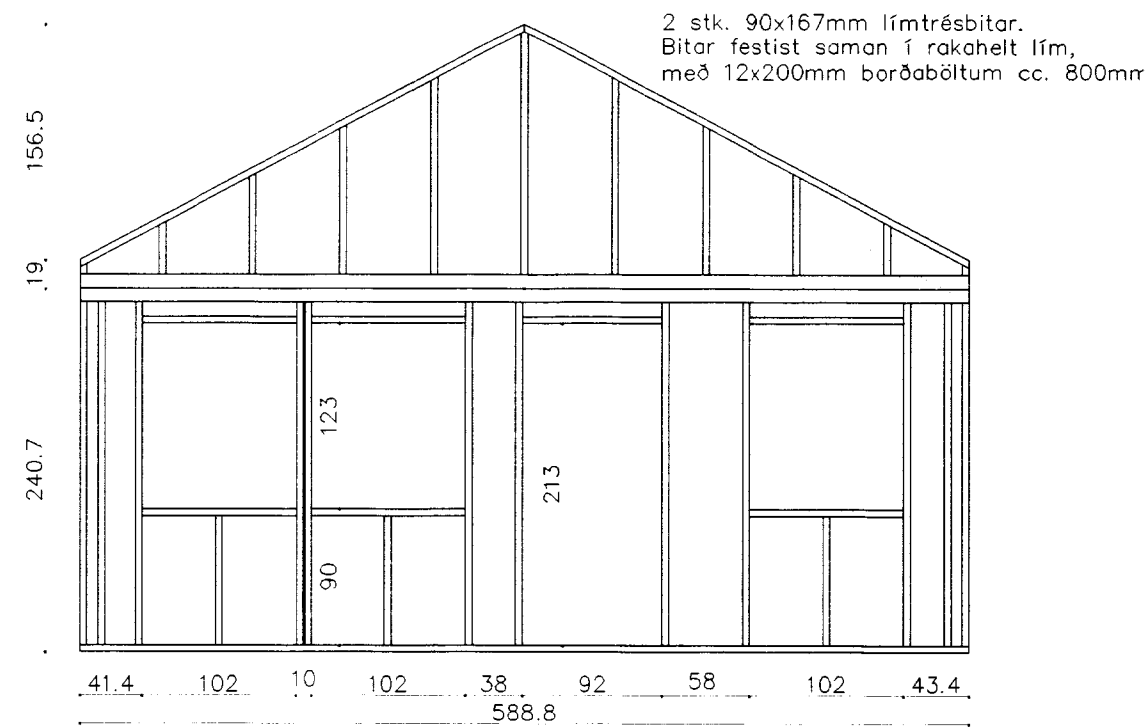 2 stk. 90x167mm límtrésbitar.
Bitar festist saman í rakahelt lím,
með 12x200mm borðaböltum cc. 800mm
156.5
19.
240.7
123
213
90
41.4 102 10 102 38 92 58 102 43.4
588.8